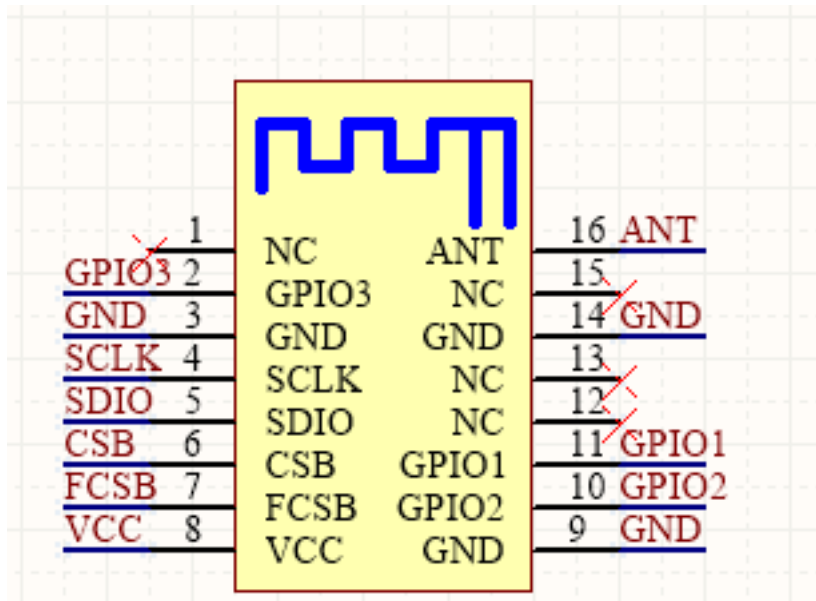 1 16 ANT
NC ANT
GPIO3 2 15
GPIO3 NC
GND 3 14 GND
GND GND
SCLK 4 13
SCLK NC
SDIO 5 12
SDIO NC
CSB 6 11 GPIO1
CSB GPIO1
FCSB 7 10 GPIO2
FCSB GPIO2
VCC 8 9 GND
VCC GND